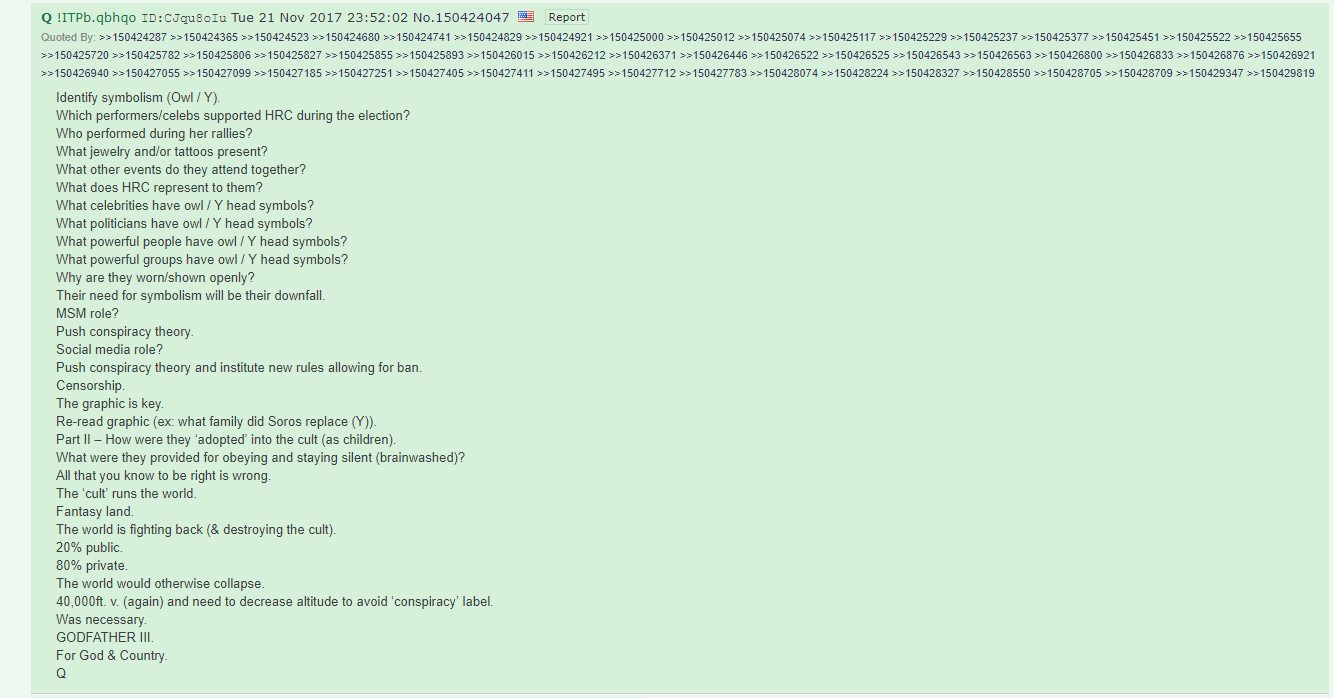 Q !ITPb.qbhqo ID:CJqu8oIu Tue 21 Nov 2017 23:52:02 No.150424047 Report
Quoted By: >>150424287 >>150424365 >>150424523 >>150424680 >>150424741 >>150424829 >>150424921 >>150425000 >>150425012 >>150425074 >>150425117 >>150425229 >>150425237 >>150425377 >>150425451 >>150425522 >>150425655
>>150425720 >>150425782 >>150425806 >>150425827 >>150425855 >>150425893 >>150426015 >>150426212 >>150426371 >>150426446 >>150426522 >>150426525 >>150426543 >>150426563 >>150426800 >>150426833 >>150426876 >>150426921
>>150426940 >>150427055 >>150427099 >>150427185 >>150427251 >>150427405 >>150427411 >>150427495 >>150427712 >>150427783 >>150428074 >>150428224 >>150428327 >>150428550 >>150428705 >>150428709 >>150429347 >>150429819
Identify symbolism (Owl / Y).
Which performers/celebs supported HRC during the election?
Who performed during her rallies?
What jewelry and/or tattoos present?
What other events do they attend together?
What does HRC represent to them?
What celebrities have owl / Y head symbols?
What politicians have owl / Y head symbols?
What powerful people have owl / Y head symbols?
What powerful groups have owl / Y head symbols?
Why are they worn/shown openly?
Their need for symbolism will be their downfall.
MSM role?
Push conspiracy theory.
Social media role?
Push conspiracy theory and institute new rules allowing for ban.
Censorship.
The graphic is key.
Re-read graphic (ex: what family did Soros replace (Y)).
Part II – How were they ‘adopted’ into the cult (as children).
What were they provided for obeying and staying silent (brainwashed)?
All that you know to be right is wrong.
The ‘cult’ runs the world.
Fantasy land.
The world is fighting back (& destroying the cult).
20% public.
80% private.
The world would otherwise collapse.
40,000ft. v. (again) and need to decrease altitude to avoid ‘conspiracy’ label.
Was necessary.
GODFATHER III.
For God & Country.
Q